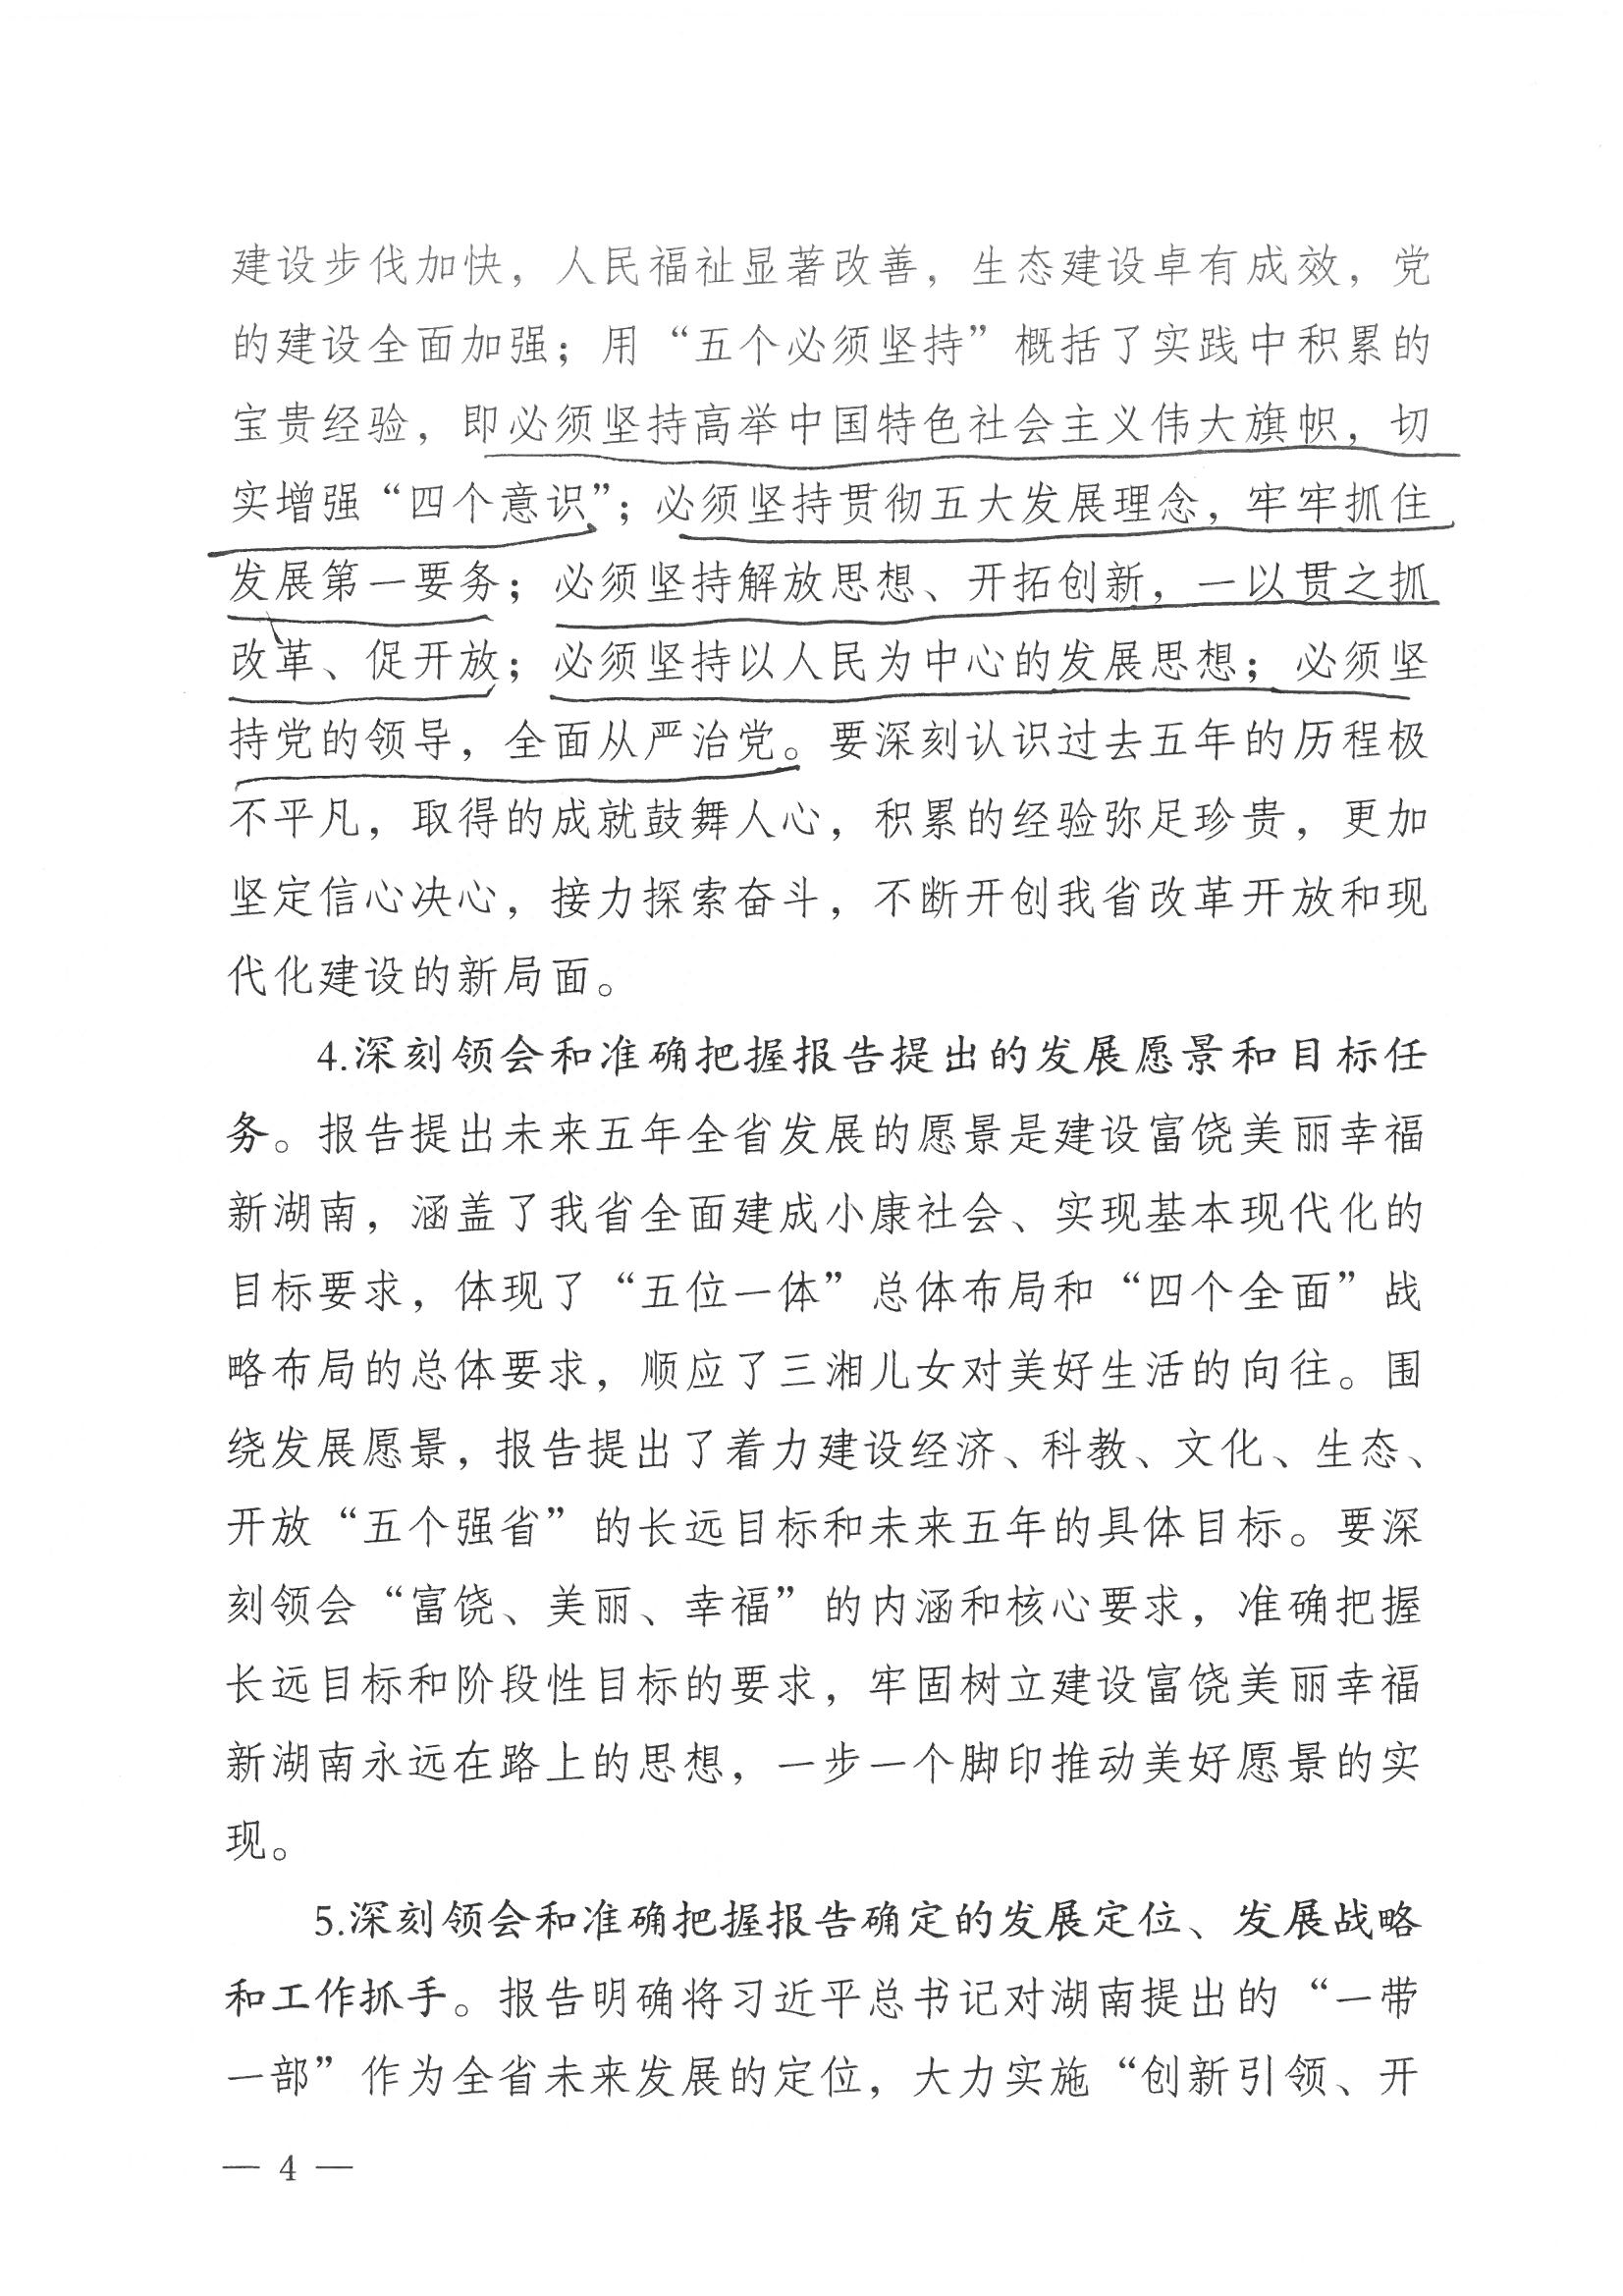 建设步伐加快，人民福祉显著改善，生态建设卓有成效，党
的建设全面加强；用“五个必须坚持”概括了实践中积累的
宝贵经验，即必须坚持高举中国特色社会主义伟大旗帜，切
实增强“四个意识”；必须坚持贯彻五大发展理念，牢牢抓住
发展第一要务；必须坚持解放思想、开拓创新，一以贯之抓
改革、促开放；必须坚持以人民为中心的发展思想；必须坚
持党的领导，全面从严治党。要深刻认识过去五年的历程极
不平凡，取得的成就鼓舞人心，积累的经验弥足珍贵，更加
坚定信心决心，接力探索奋斗，不断开创我省改革开放和现
代化建设的新局面。
4.深刻领会和准确把握报告提出的发展愿景和目标任
务。报告提出未来五年全省发展的愿景是建设富饶美丽幸福
新湖南，涵盖了我省全面建成小康社会、实现基本现代化的
目标要求，体现了“五位一体”总体布局和“四个全面”战
略布局的总体要求，顺应了三湘儿女对美好生活的向往。围
绕发展愿景，报告提出了着力建设经济、科教、文化、生态、
开放“五个强省”的长远目标和未来五年的具体目标。要深
刻领会“富饶、美丽、幸福”的内涵和核心要求，准确把握
长远目标和阶段性目标的要求，牢固树立建设富饶美丽幸福
新湖南永远在路上的思想，一步一个脚印推动美好愿景的实
现。
5.深刻领会和准确把握报告确定的发展定位、发展战略
和工作抓手。报告明确将习近平总书记对湖南提出的“一带
一部”作为全省未来发展的定位，大力实施“创新引领、开
— 4 —